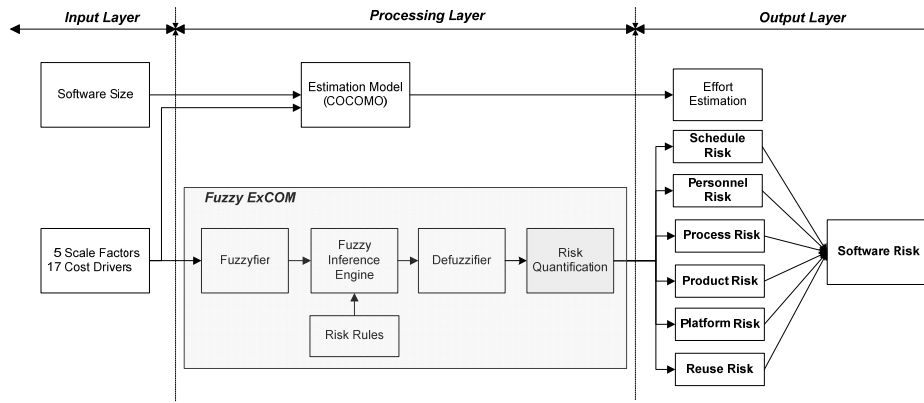 Input Layer
Processing Layer
Output Layer
Software Size
Estimation Model
(COCOMO)
Effort
Estimation
Schedule
Risk
Personnel
Risk
Process Risk
Product Risk
Platform Risk
Reuse Risk
Software Risk
Fuzzy ExCOM
5 Scale Factors
17 Cost Drivers
Fuzzyfier
Fuzzy
Inference
Engine
Defuzzifier
Risk
Quantification
Risk Rules